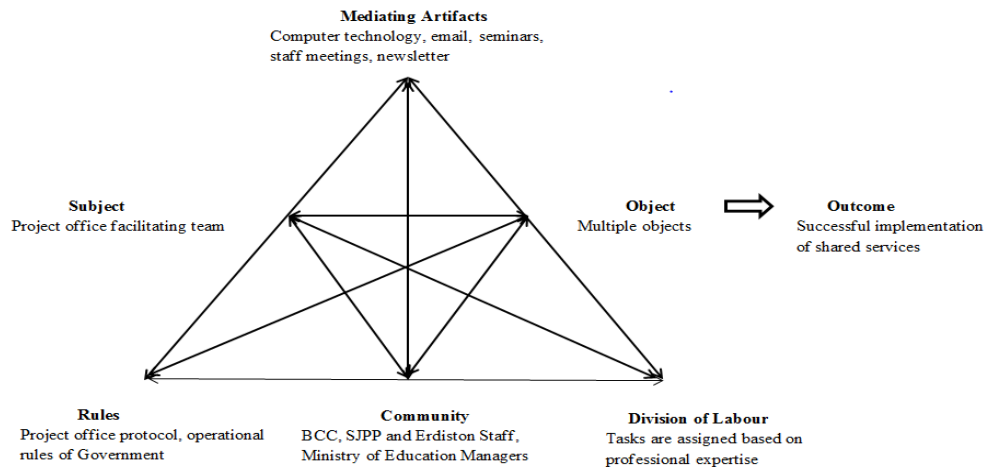 Mediating Artifacts
Computer technology, email, seminars,
staff meetings, newsletter
Subject
Project office facilitating team
Object
Multiple objects
Outcome
Successful implementation
of shared services
Rules
Project office protocol, operational
rules of Government
Community
BCC, SJPP and Erdiston Staff,
Ministry of Education Managers
Division of Labour
Tasks are assigned based on
professional expertise